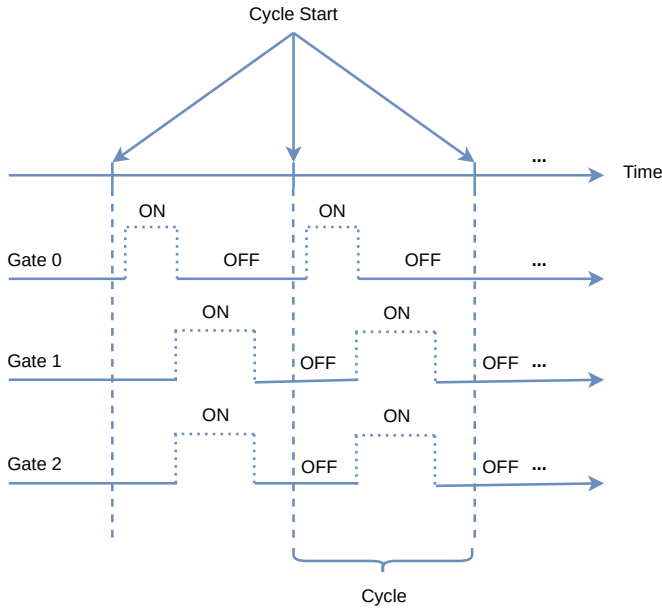 Cycle Start
...
Time
ON
ON
Gate 0
OFF
OFF
...
ON
ON
Gate 1
OFF
OFF
...
ON
ON
Gate 2
OFF
OFF
...
Cycle